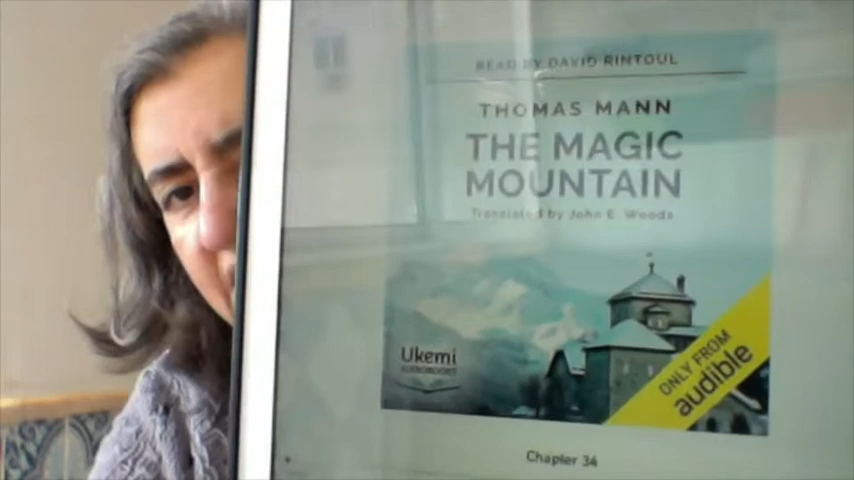 READ BY DAVID RINTOUL
THOMAS MANN
THE MAGIC
MOUNTAIN
Translated by John E. Woods
Ukemi
AUDIOBOOKS
ONLY FROM
audible
Chapter 34